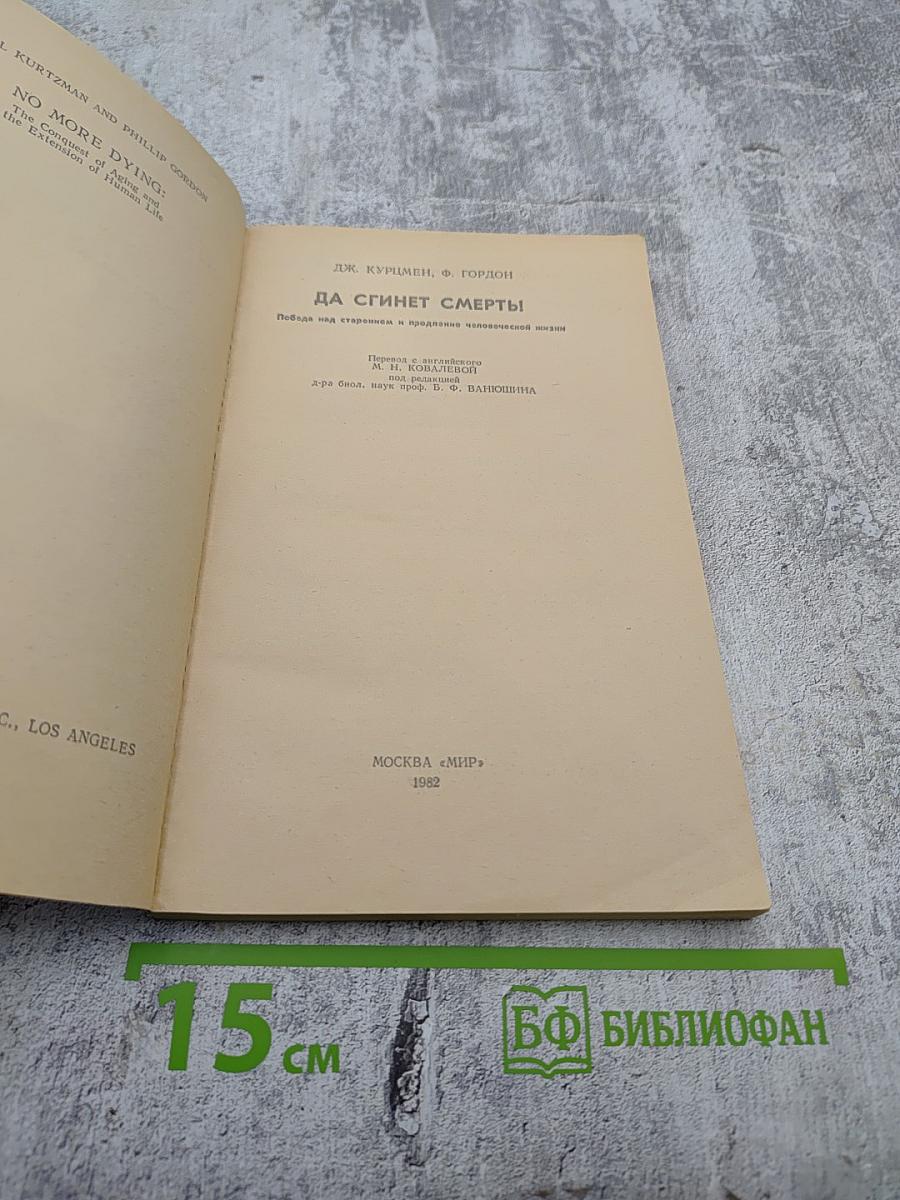 L KURTZMAN AND PHILLIP GORDON
NO MORE DYING:
The Conquest of Aging and
the Extension of Human Life
C., LOS ANGELES
ДЖ. КУРЦМЕН, Ф. ГОРДОН
ДА СГИНЕТ СМЕРТЬ!
Победа над старением и продление человеческой жизни
Перевод с английского
М. Н. КОВАЛЕВОЙ
под редакцией
д-ра биол. наук проф. Б. Ф. ВАНЮШИНА
МОСКВА «МИР»
1982
15 см
БФ БИБЛИОФАН